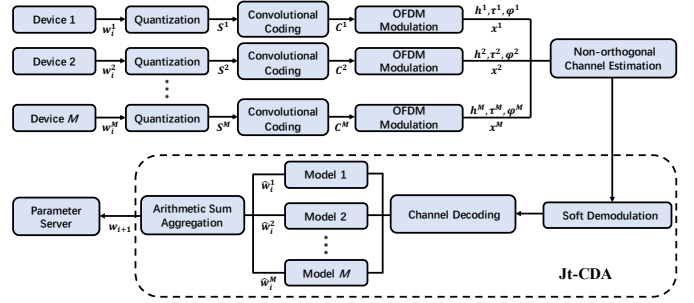 Device 1
w_i^1
Quantization
S^1
Convolutional
Coding
C^1
OFDM
Modulation
h^1, τ^1, φ^1
x^1
Device 2
w_i^2
Quantization
S^2
Convolutional
Coding
C^2
OFDM
Modulation
h^2, τ^2, φ^2
x^2
Non-orthogonal
Channel Estimation
Device M
w_i^M
Quantization
S^M
Convolutional
Coding
C^M
OFDM
Modulation
h^M, τ^M, φ^M
x^M
Parameter
Server
w_{i+1}
Arithmetic Sum
Aggregation
ŵ_i^1
Model 1
ŵ_i^2
Model 2
ŵ_i^M
Model M
Channel Decoding
Soft Demodulation
Jt-CDA